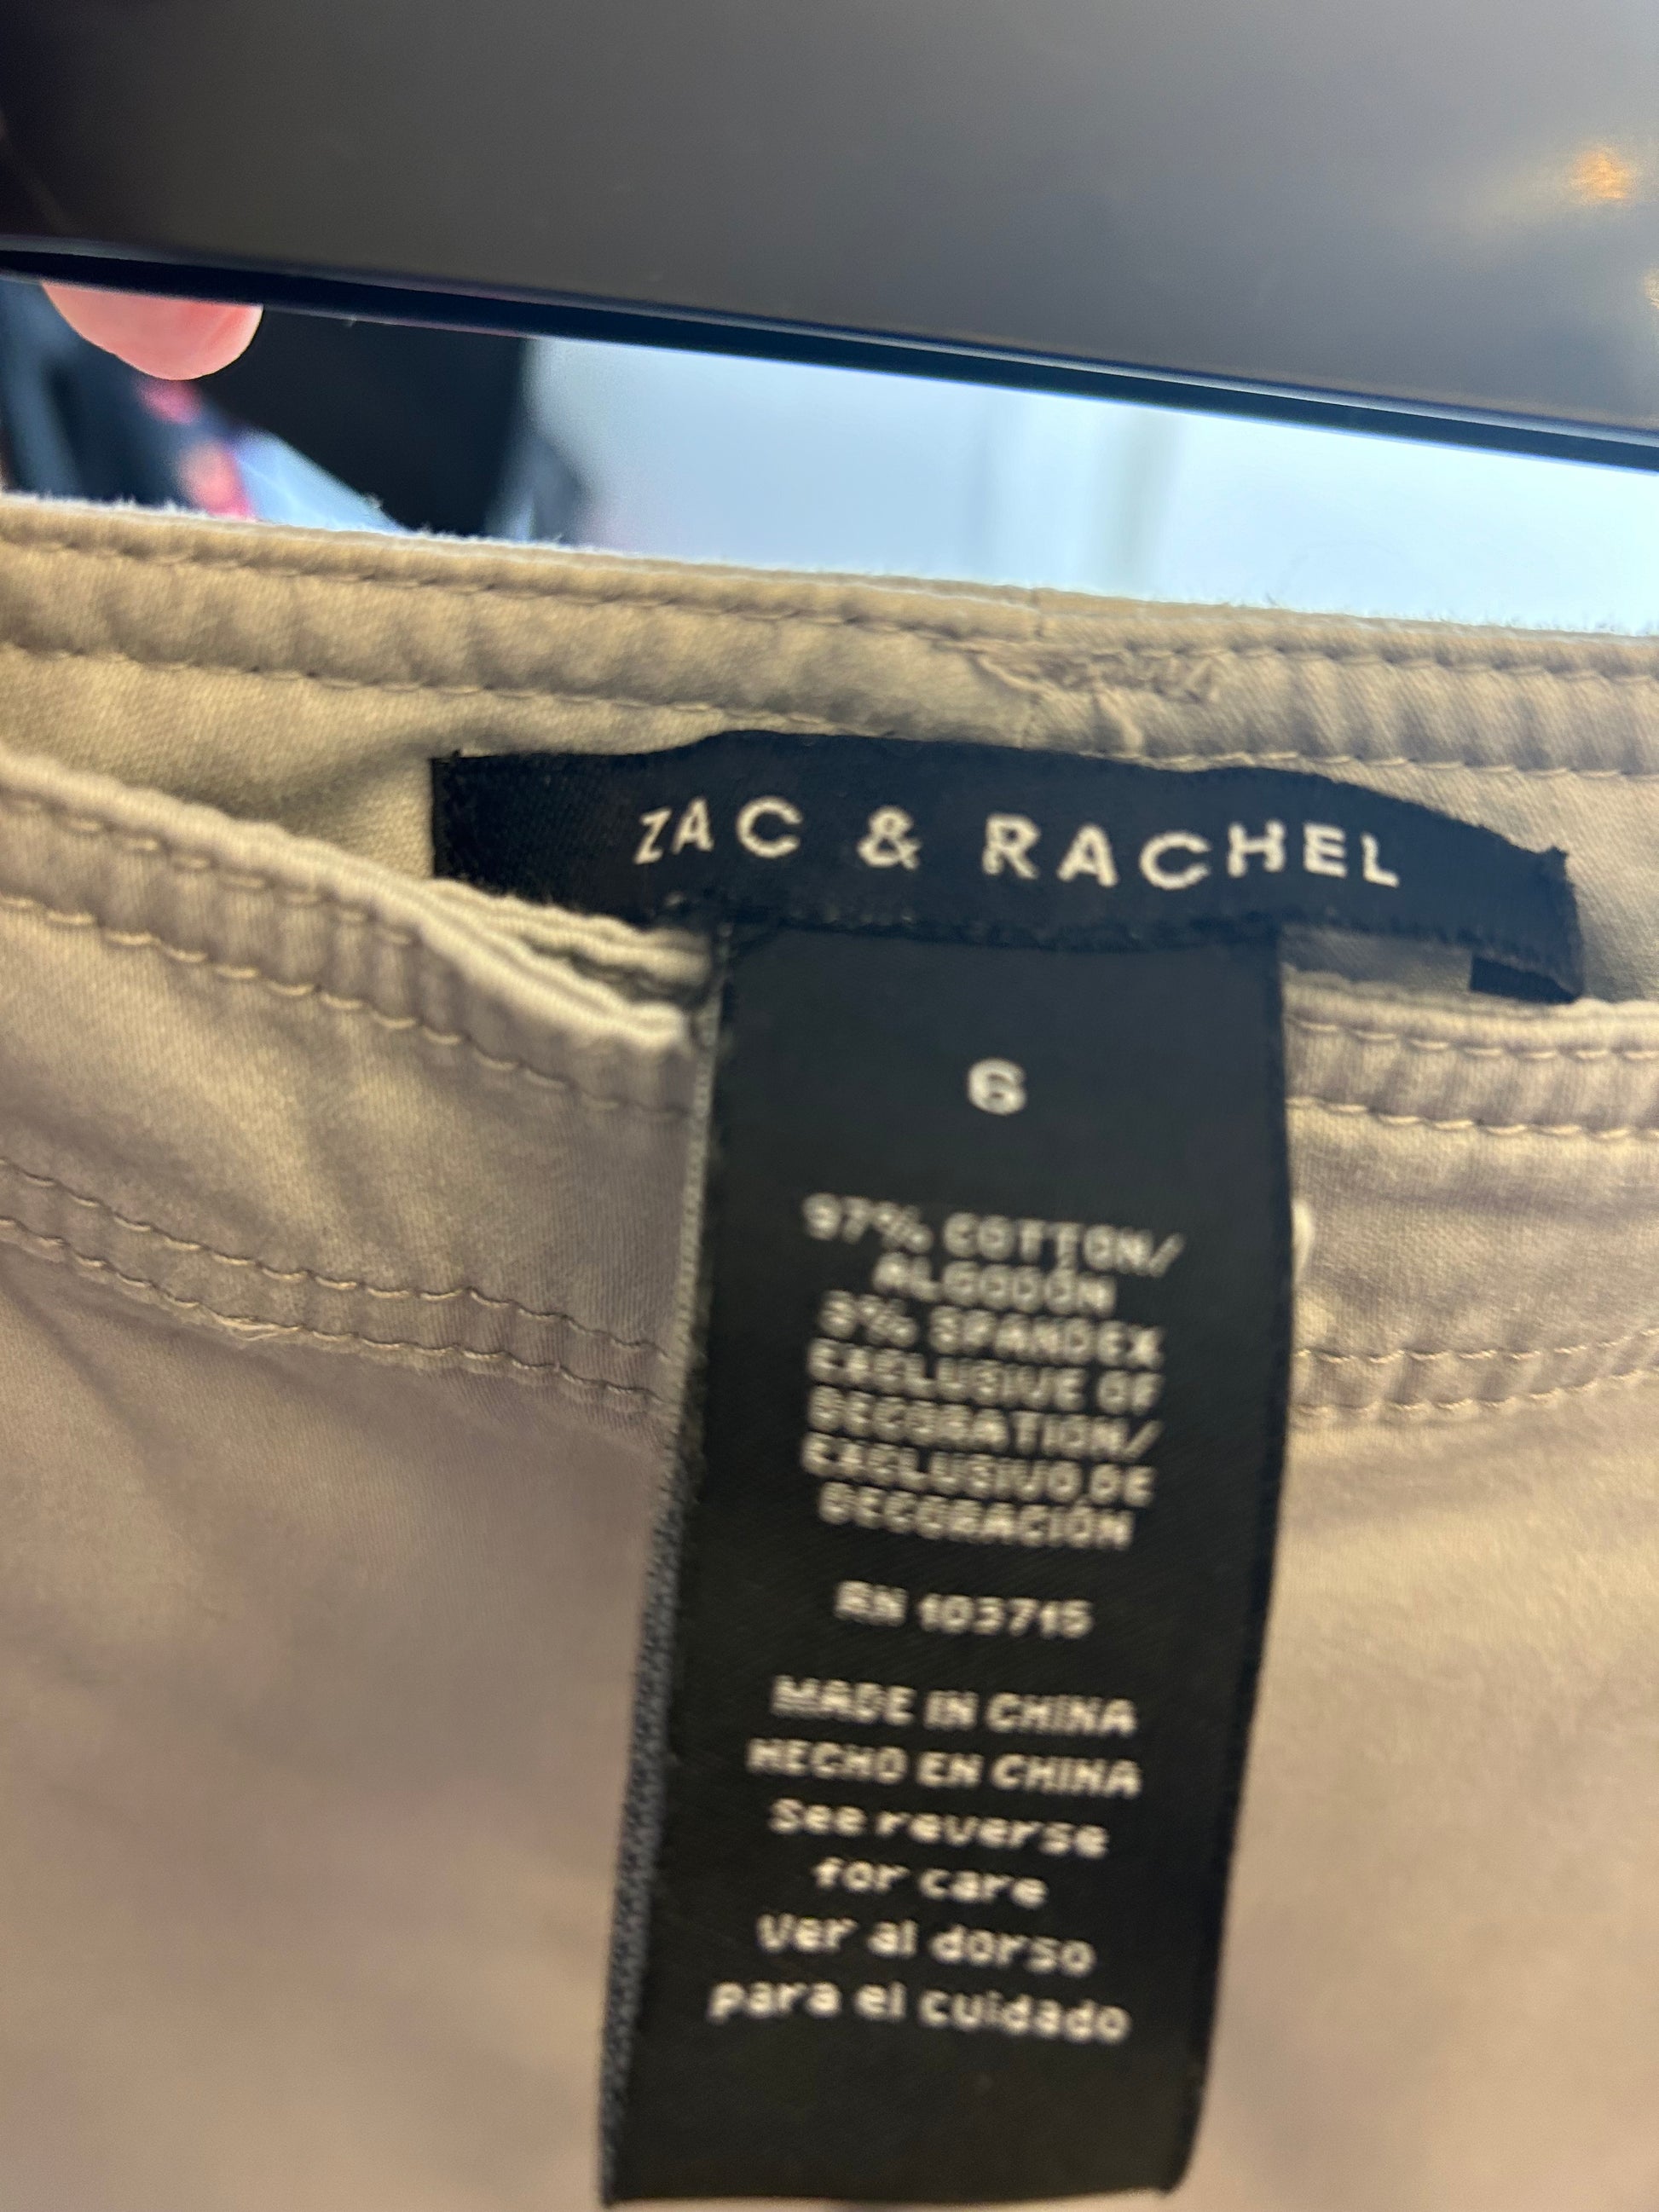 ZAC & RACHEL
6
97% COTTON/
ALGODÓN
3% SPANDEX
EXCLUSIVE OF
DECORATION/
EXCLUSIVO DE
DECORACIÓN
RN 103715
MADE IN CHINA
HECHO EN CHINA
See reverse
for care
Ver al dorso
para el cuidado